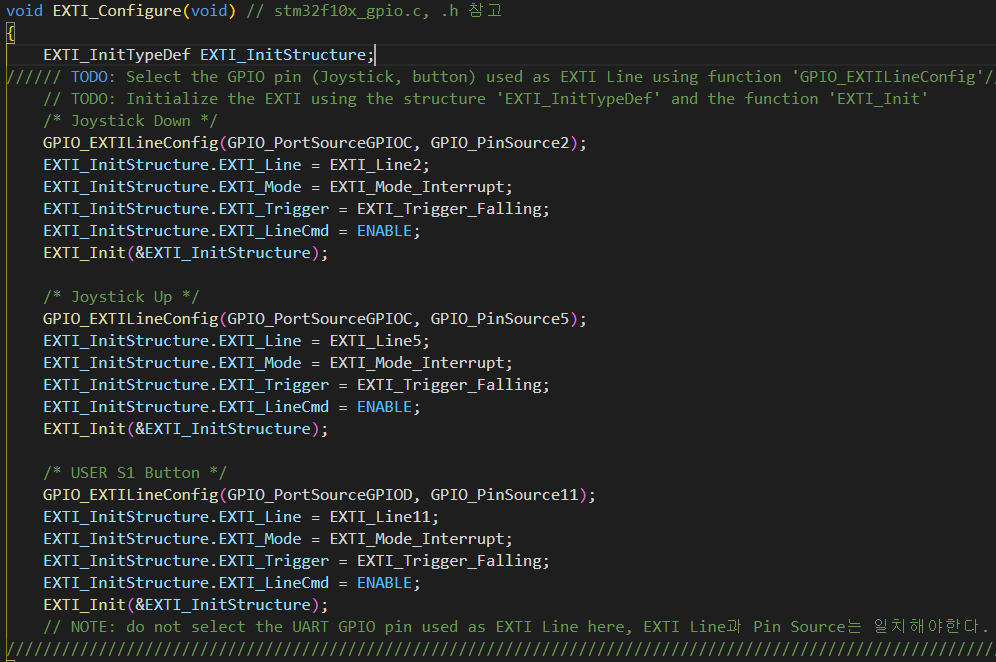 void EXTI_Configure(void) // stm32f10x_gpio.c, .h 참고
{
    EXTI_InitTypeDef EXTI_InitStructure;
////// TODO: Select the GPIO pin (Joystick, button) used as EXTI Line using function 'GPIO_EXTILineConfig'/
    // TODO: Initialize the EXTI using the structure 'EXTI_InitTypeDef' and the function 'EXTI_Init'
    /* Joystick Down */
    GPIO_EXTILineConfig(GPIO_PortSourceGPIOC, GPIO_PinSource2);
    EXTI_InitStructure.EXTI_Line = EXTI_Line2;
    EXTI_InitStructure.EXTI_Mode = EXTI_Mode_Interrupt;
    EXTI_InitStructure.EXTI_Trigger = EXTI_Trigger_Falling;
    EXTI_InitStructure.EXTI_LineCmd = ENABLE;
    EXTI_Init(&EXTI_InitStructure);

    /* Joystick Up */
    GPIO_EXTILineConfig(GPIO_PortSourceGPIOC, GPIO_PinSource5);
    EXTI_InitStructure.EXTI_Line = EXTI_Line5;
    EXTI_InitStructure.EXTI_Mode = EXTI_Mode_Interrupt;
    EXTI_InitStructure.EXTI_Trigger = EXTI_Trigger_Falling;
    EXTI_InitStructure.EXTI_LineCmd = ENABLE;
    EXTI_Init(&EXTI_InitStructure);

    /* USER S1 Button */
    GPIO_EXTILineConfig(GPIO_PortSourceGPIOD, GPIO_PinSource11);
    EXTI_InitStructure.EXTI_Line = EXTI_Line11;
    EXTI_InitStructure.EXTI_Mode = EXTI_Mode_Interrupt;
    EXTI_InitStructure.EXTI_Trigger = EXTI_Trigger_Falling;
    EXTI_InitStructure.EXTI_LineCmd = ENABLE;
    EXTI_Init(&EXTI_InitStructure);
    // NOTE: do not select the UART GPIO pin used as EXTI Line here, EXTI Line과 Pin Source는 일치해야한다.
////////////////////////////////////////////////////////////////////////////////////////////////////////////